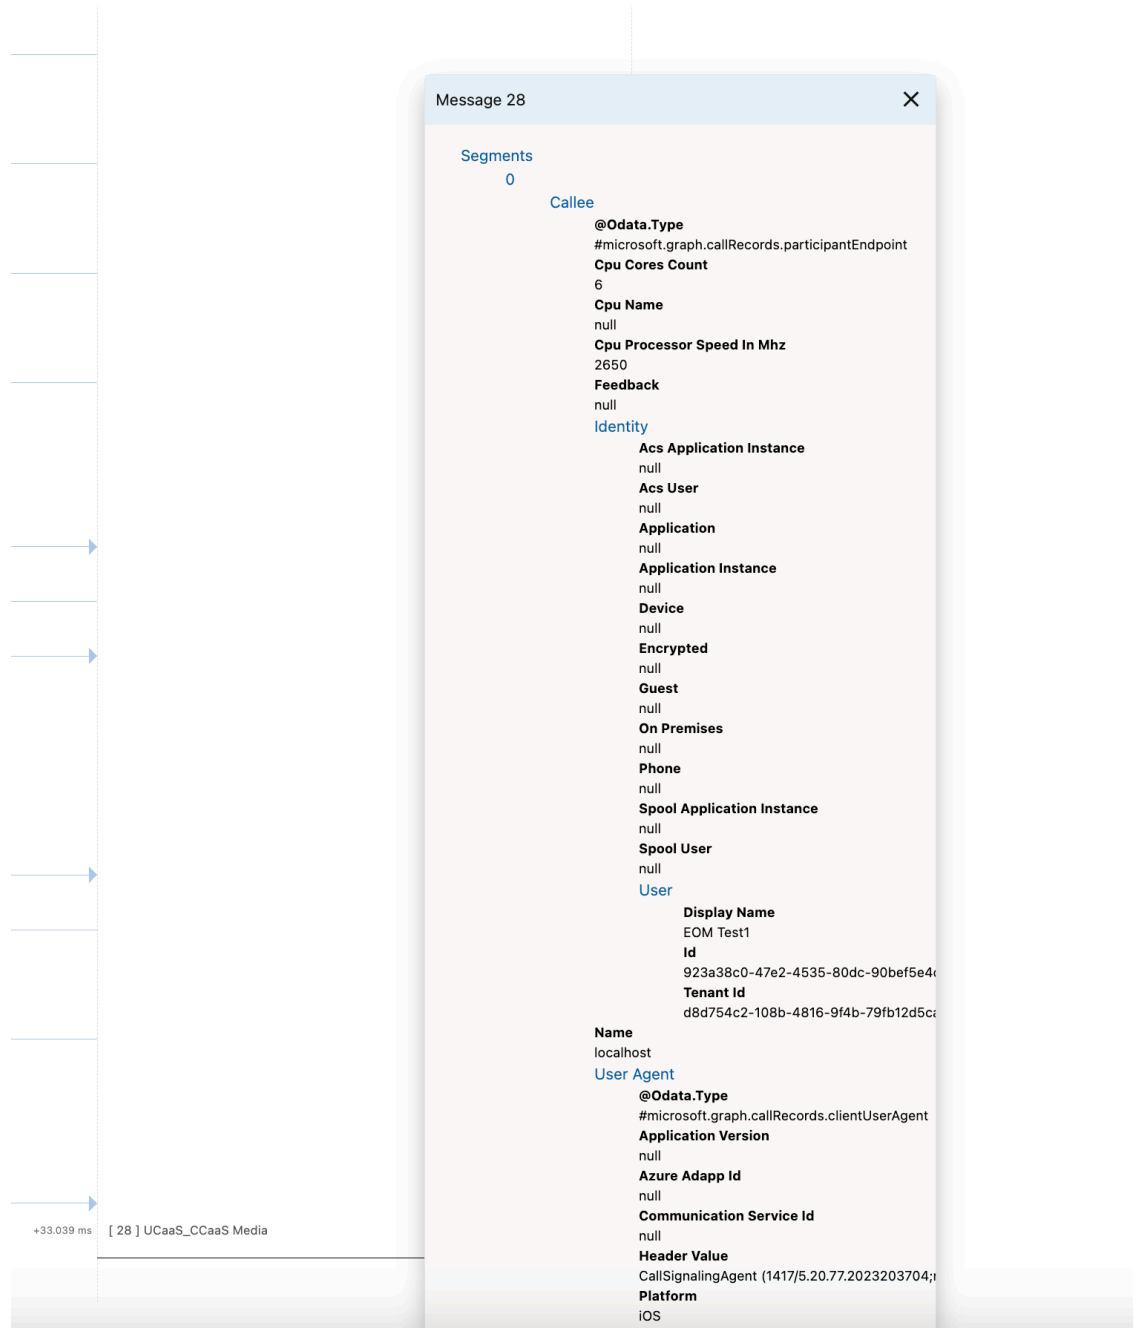 Message 28
Segments
0
Callee
@Odata.Type
#microsoft.graph.callRecords.participantEndpoint
Cpu Cores Count
6
Cpu Name
null
Cpu Processor Speed In Mhz
2650
Feedback
null
Identity
Acs Application Instance
null
Acs User
null
Application
null
Application Instance
null
Device
null
Encrypted
null
Guest
null
On Premises
null
Phone
null
Spool Application Instance
null
Spool User
null
User
Display Name
EOM Test1
Id
923a38c0-47e2-4535-80dc-90bef5e4
Tenant Id
d8d754c2-108b-4816-9f4b-79fb12d5c
Name
localhost
User Agent
@Odata.Type
#microsoft.graph.callRecords.clientUserAgent
Application Version
null
Azure Adapp Id
null
Communication Service Id
null
Header Value
CallSignalingAgent (1417/5.20.77.2023203704;
Platform
iOS
+33.039 ms [ 28 ] UCaaS_CCaaS Media